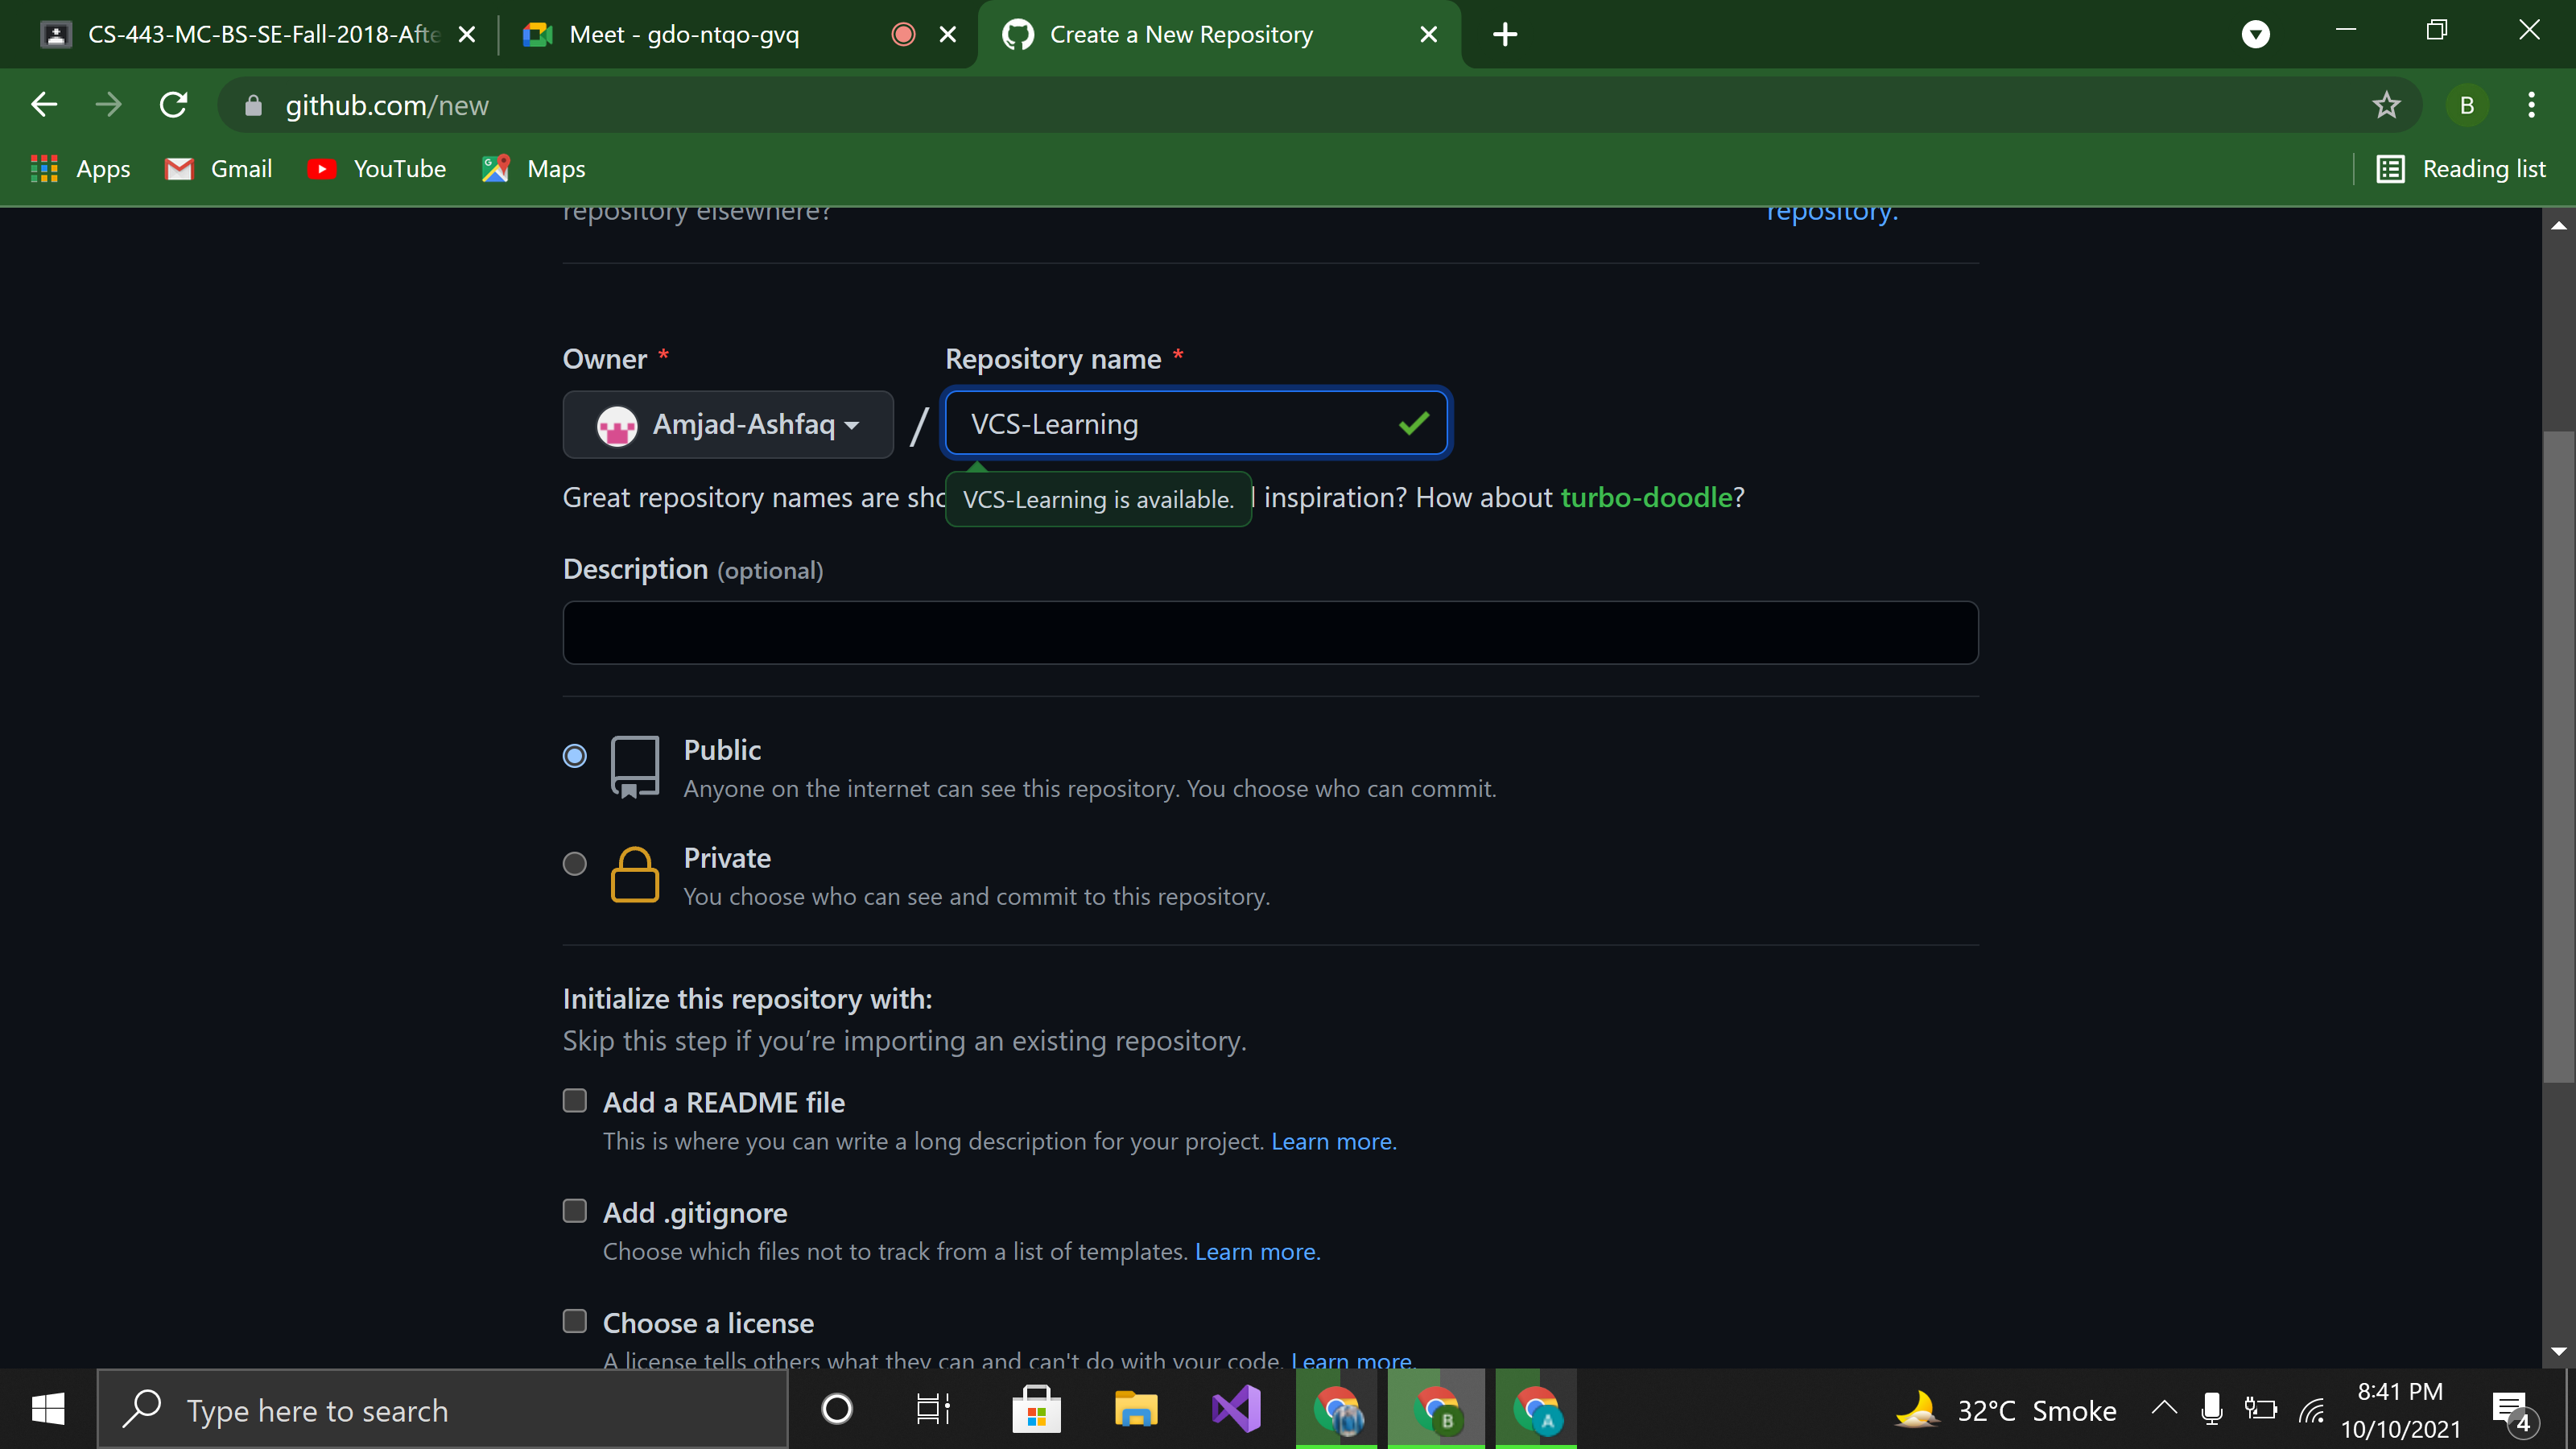 CS-443-MC-BS-SE-Fall-2018-Afte
Meet - gdo-ntqo-gvq
Create a New Repository
github.com/new
B
Apps
Gmail
YouTube
Maps
Reading list
repository elsewhere?
repository.
Owner *
Repository name *
Amjad-Ashfaq
/
VCS-Learning
Great repository names are sho
VCS-Learning is available.
inspiration? How about turbo-doodle?
Description (optional)
Public
Anyone on the internet can see this repository. You choose who can commit.
Private
You choose who can see and commit to this repository.
Initialize this repository with:
Skip this step if you’re importing an existing repository.
Add a README file
This is where you can write a long description for your project. Learn more.
Add .gitignore
Choose which files not to track from a list of templates. Learn more.
Choose a license
A license tells others what they can and can't do with your code. Learn more.
Type here to search
B
A
32°C Smoke
8:41 PM
10/10/2021
4